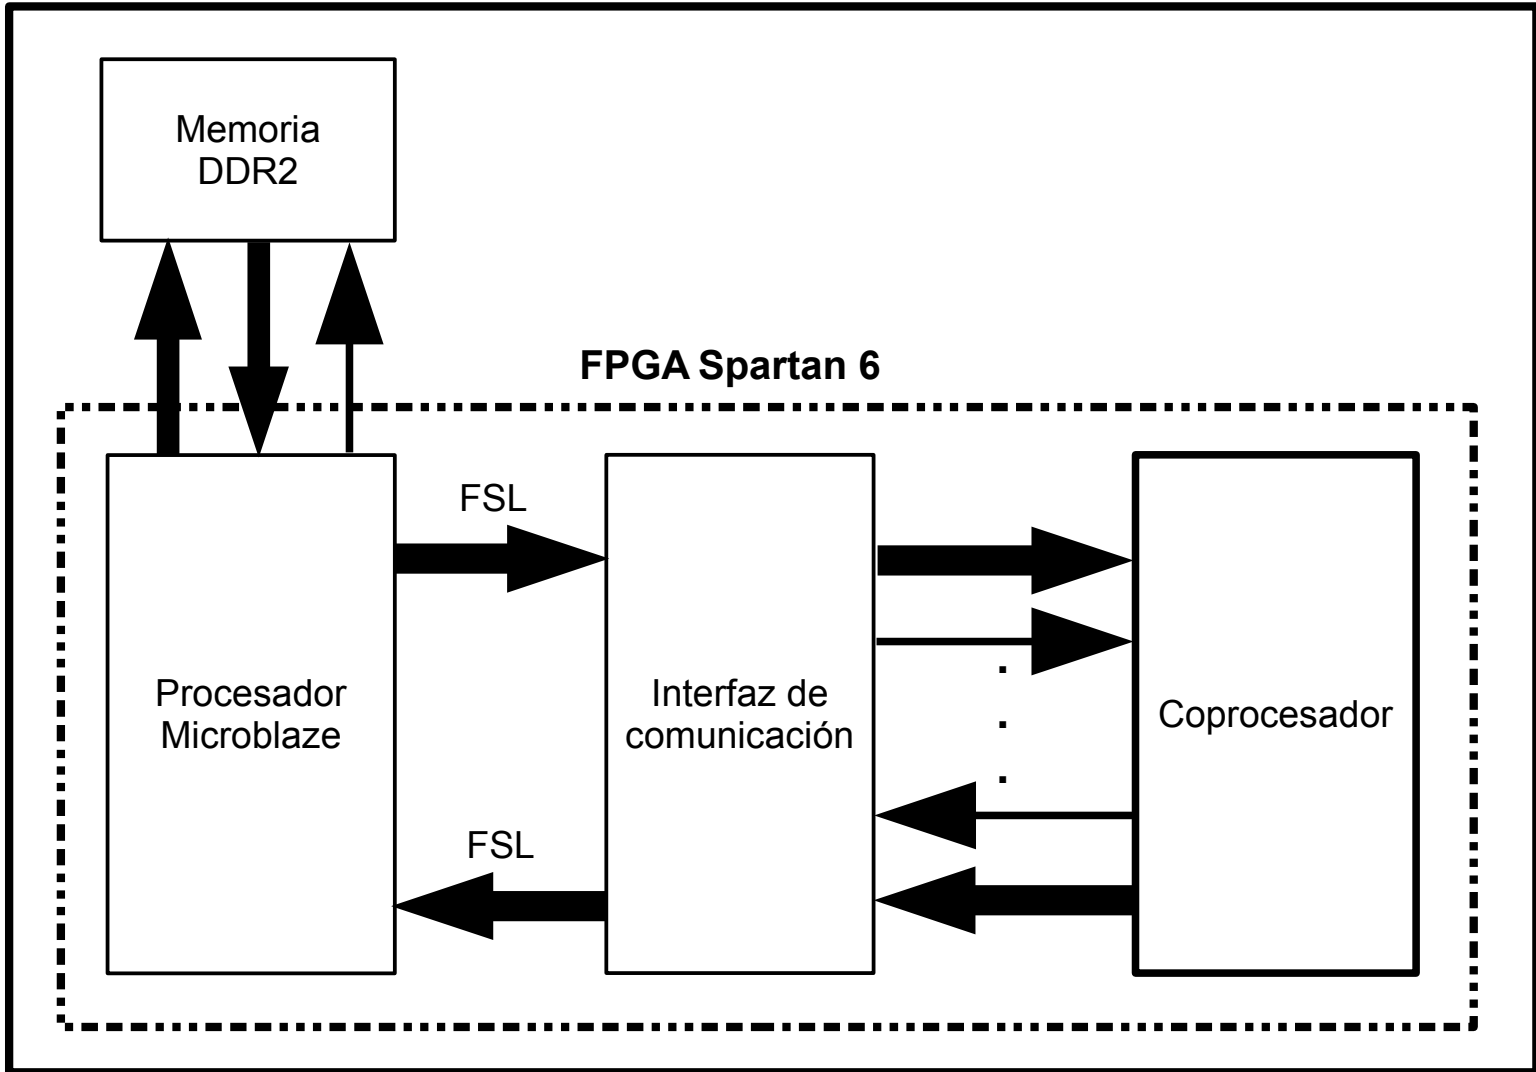 Memoria
DDR2
FPGA Spartan 6
FSL
Procesador
Microblaze
Interfaz de
comunicación
Coprocesador
FSL